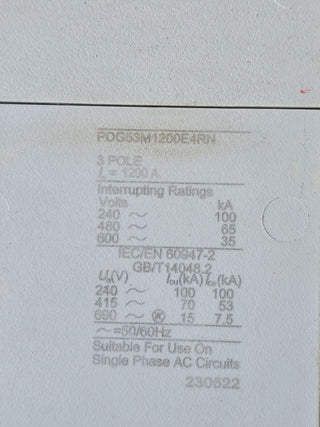 PDG53M1200E4RN
3 POLE
Iₙ = 1200 A
Interrupting Ratings
Volts kA
240 ~ 100
480 ~ 65
600 ~ 35
IEC/EN 60947-2
GB/T14048.2
Uₑ(V) Icu(kA) Ics(kA)
240 ~ 100 100
415 ~ 70 53
690 ~ 15 7.5
~=50/60Hz
Suitable For Use On
Single Phase AC Circuits
230522